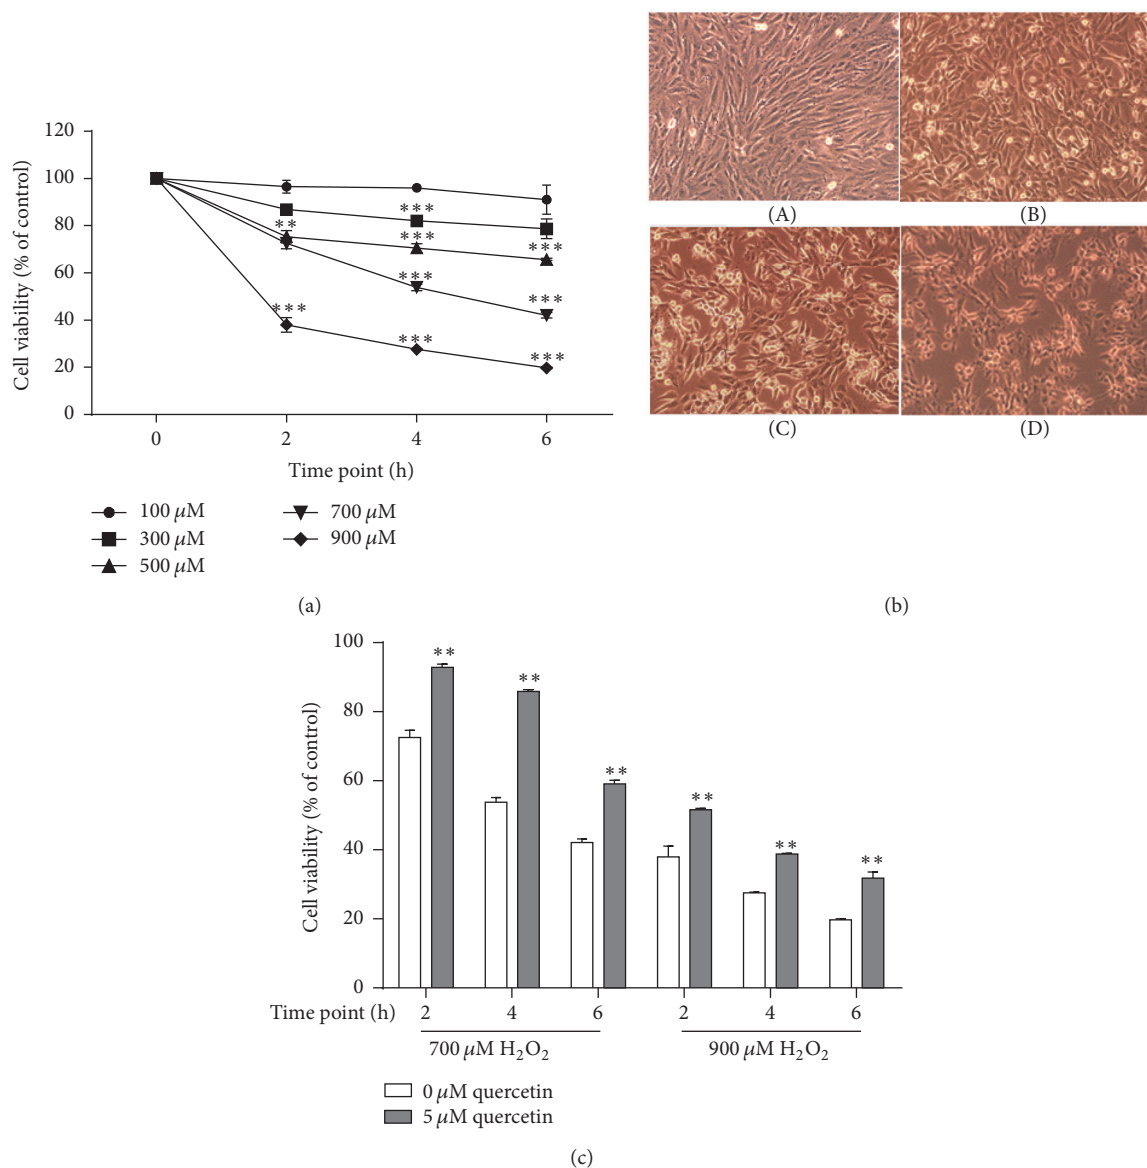 120
100
80
60
40
20
0
Cell viability (% of control)
***
**
***
***
***
***
***
***
***
***
0 2 4 6
Time point (h)
100 μM
300 μM
500 μM
700 μM
900 μM
(a)
(A)
(B)
(C)
(D)
(b)
100
80
60
40
20
0
Cell viability (% of control)
**
**
**
**
**
**
Time point (h) 2 4 6 2 4 6
700 μM H₂O₂
900 μM H₂O₂
0 μM quercetin
5 μM quercetin
(c)